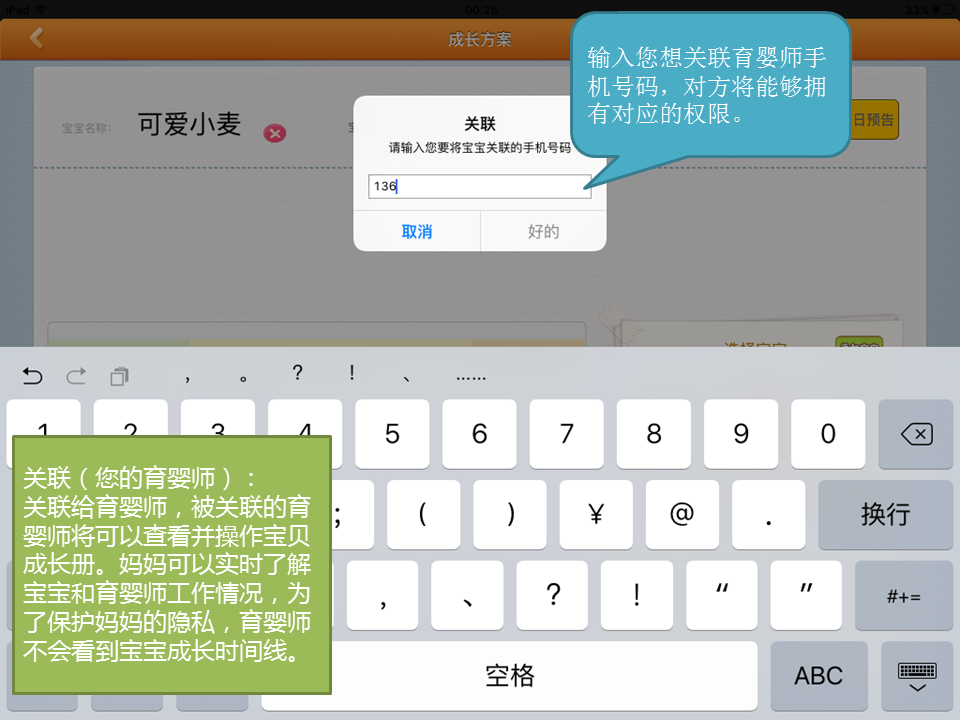 iPad
00:26
33%
成长方案
输入您想关联育婴师手
机号码，对方将能够拥
有对应的权限。
日预告
宝宝名称：
可爱小麦
关联
请输入您要将宝宝关联的手机号码
136
取消
好的
选择宝宝
， 。 ？ ！ 、 ……
1 2 3 4 5 6 7 8 9 0
; ( ) ¥ @ . 换行
， 、 ? ! “ ” #+=
空格 ABC
关联（您的育婴师）：
关联给育婴师，被关联的育
婴师将可以查看并操作宝贝
成长册。妈妈可以实时了解
宝宝和育婴师工作情况，为
了保护妈妈的隐私，育婴师
不会看到宝宝成长时间线。